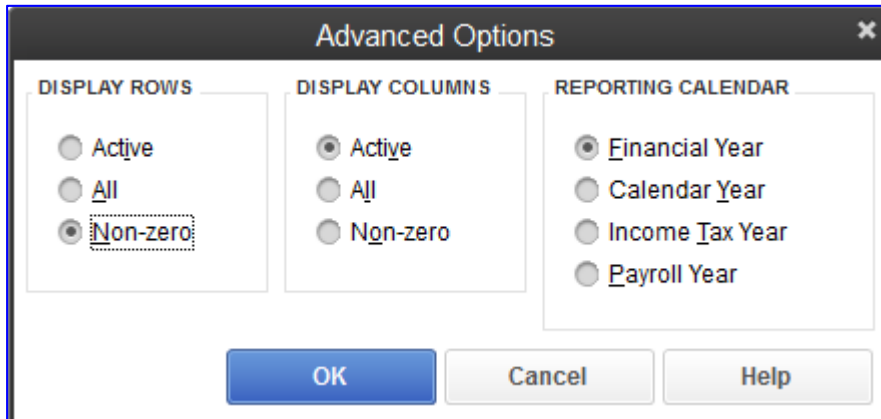 Advanced Options
DISPLAY ROWS
Active
All
Non-zero
DISPLAY COLUMNS
Active
All
Non-zero
REPORTING CALENDAR
Financial Year
Calendar Year
Income Tax Year
Payroll Year
OK
Cancel
Help